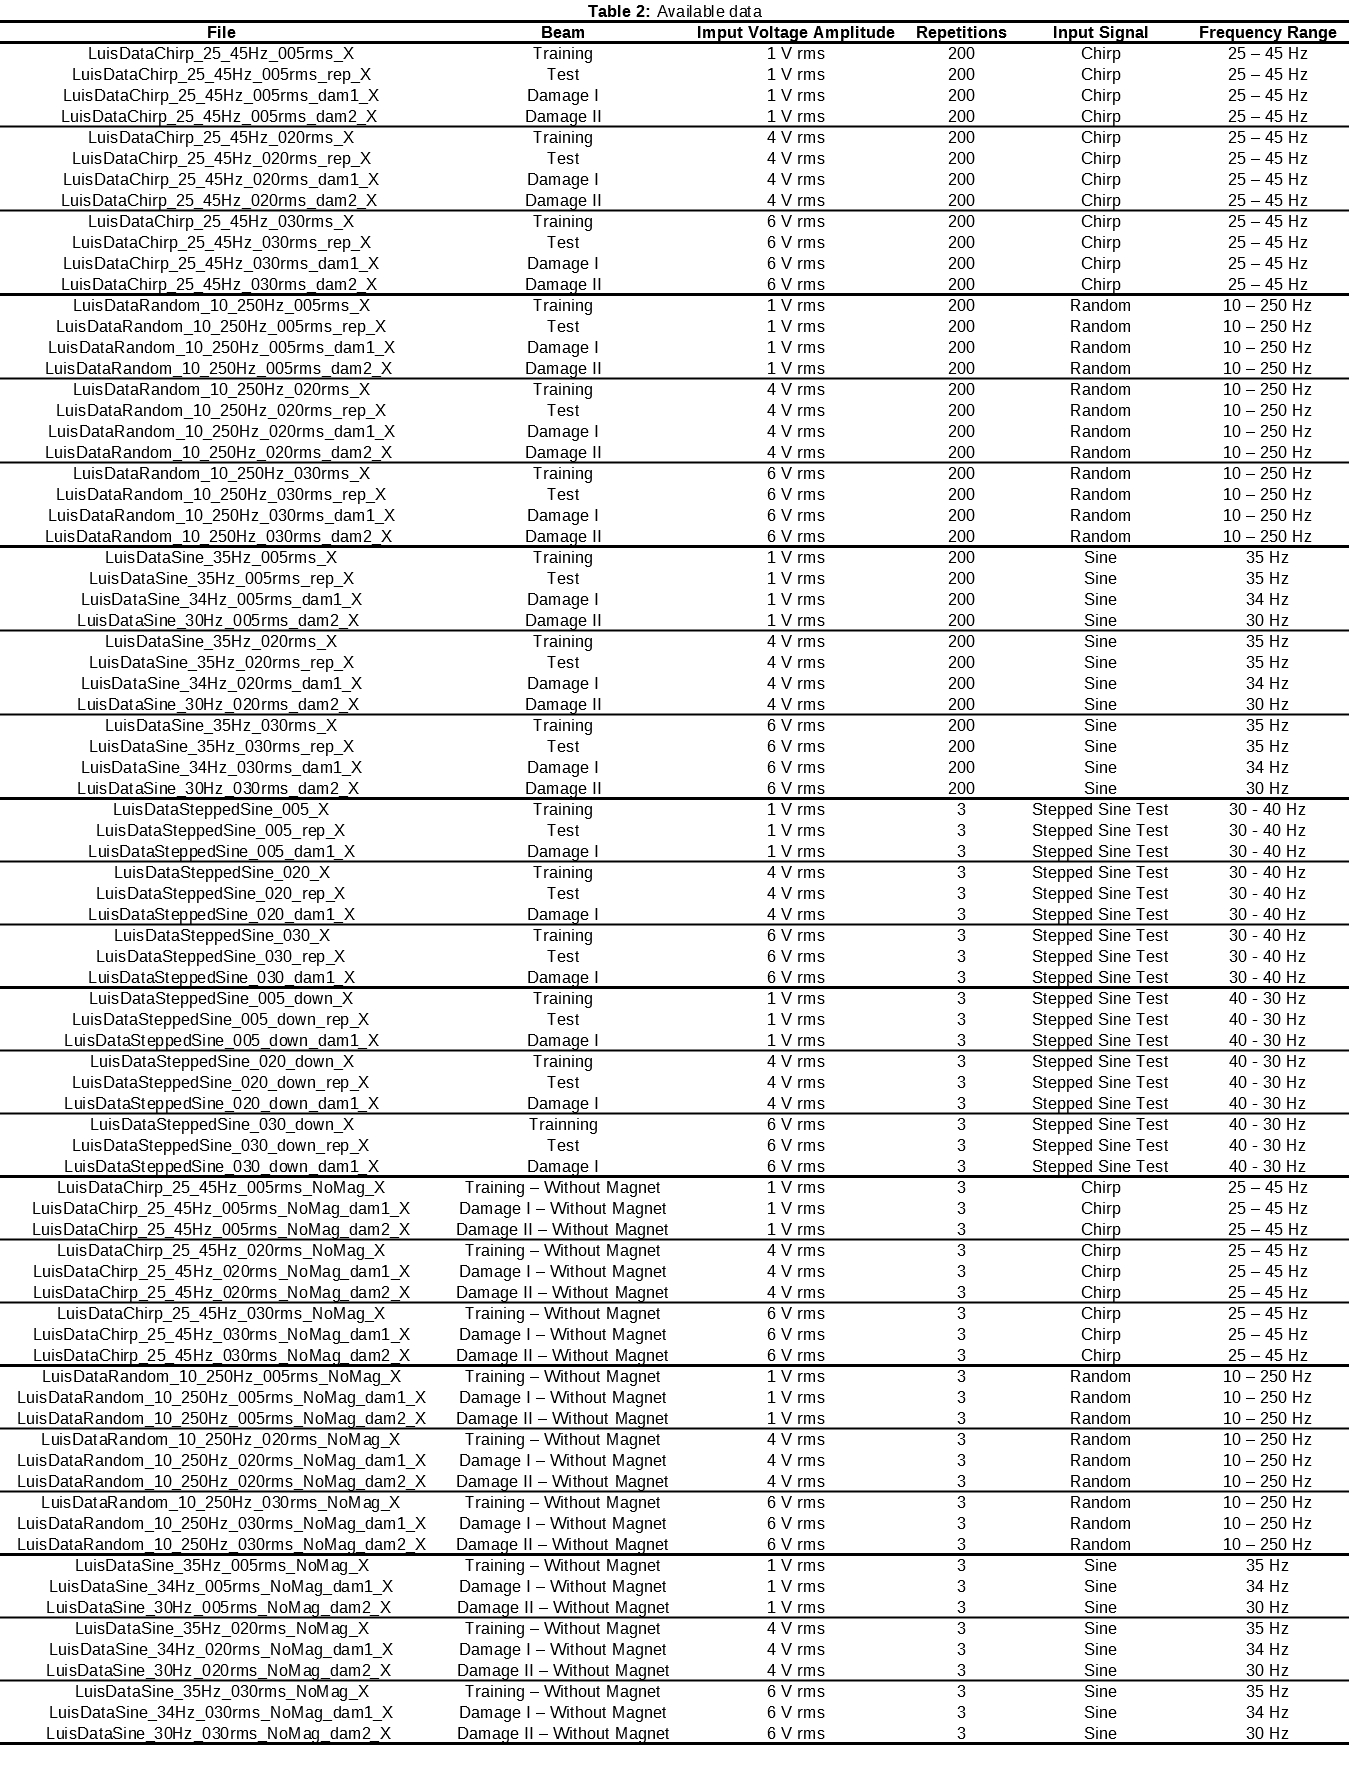 Table 2: Available data
File Beam Imput Voltage Amplitude Repetitions Input Signal Frequency Range
LuisDataChirp_25_45Hz_005rms_X Training 1 V rms 200 Chirp 25 – 45 Hz
LuisDataChirp_25_45Hz_005rms_rep_X Test 1 V rms 200 Chirp 25 – 45 Hz
LuisDataChirp_25_45Hz_005rms_dam1_X Damage I 1 V rms 200 Chirp 25 – 45 Hz
LuisDataChirp_25_45Hz_005rms_dam2_X Damage II 1 V rms 200 Chirp 25 – 45 Hz
LuisDataChirp_25_45Hz_020rms_X Training 4 V rms 200 Chirp 25 – 45 Hz
LuisDataChirp_25_45Hz_020rms_rep_X Test 4 V rms 200 Chirp 25 – 45 Hz
LuisDataChirp_25_45Hz_020rms_dam1_X Damage I 4 V rms 200 Chirp 25 – 45 Hz
LuisDataChirp_25_45Hz_020rms_dam2_X Damage II 4 V rms 200 Chirp 25 – 45 Hz
LuisDataChirp_25_45Hz_030rms_X Training 6 V rms 200 Chirp 25 – 45 Hz
LuisDataChirp_25_45Hz_030rms_rep_X Test 6 V rms 200 Chirp 25 – 45 Hz
LuisDataChirp_25_45Hz_030rms_dam1_X Damage I 6 V rms 200 Chirp 25 – 45 Hz
LuisDataChirp_25_45Hz_030rms_dam2_X Damage II 6 V rms 200 Chirp 25 – 45 Hz
LuisDataRandom_10_250Hz_005rms_X Training 1 V rms 200 Random 10 – 250 Hz
LuisDataRandom_10_250Hz_005rms_rep_X Test 1 V rms 200 Random 10 – 250 Hz
LuisDataRandom_10_250Hz_005rms_dam1_X Damage I 1 V rms 200 Random 10 – 250 Hz
LuisDataRandom_10_250Hz_005rms_dam2_X Damage II 1 V rms 200 Random 10 – 250 Hz
LuisDataRandom_10_250Hz_020rms_X Training 4 V rms 200 Random 10 – 250 Hz
LuisDataRandom_10_250Hz_020rms_rep_X Test 4 V rms 200 Random 10 – 250 Hz
LuisDataRandom_10_250Hz_020rms_dam1_X Damage I 4 V rms 200 Random 10 – 250 Hz
LuisDataRandom_10_250Hz_020rms_dam2_X Damage II 4 V rms 200 Random 10 – 250 Hz
LuisDataRandom_10_250Hz_030rms_X Training 6 V rms 200 Random 10 – 250 Hz
LuisDataRandom_10_250Hz_030rms_rep_X Test 6 V rms 200 Random 10 – 250 Hz
LuisDataRandom_10_250Hz_030rms_dam1_X Damage I 6 V rms 200 Random 10 – 250 Hz
LuisDataRandom_10_250Hz_030rms_dam2_X Damage II 6 V rms 200 Random 10 – 250 Hz
LuisDataSine_35Hz_005rms_X Training 1 V rms 200 Sine 35 Hz
LuisDataSine_35Hz_005rms_rep_X Test 1 V rms 200 Sine 35 Hz
LuisDataSine_34Hz_005rms_dam1_X Damage I 1 V rms 200 Sine 34 Hz
LuisDataSine_30Hz_005rms_dam2_X Damage II 1 V rms 200 Sine 30 Hz
LuisDataSine_35Hz_020rms_X Training 4 V rms 200 Sine 35 Hz
LuisDataSine_35Hz_020rms_rep_X Test 4 V rms 200 Sine 35 Hz
LuisDataSine_34Hz_020rms_dam1_X Damage I 4 V rms 200 Sine 34 Hz
LuisDataSine_30Hz_020rms_dam2_X Damage II 4 V rms 200 Sine 30 Hz
LuisDataSine_35Hz_030rms_X Training 6 V rms 200 Sine 35 Hz
LuisDataSine_35Hz_030rms_rep_X Test 6 V rms 200 Sine 35 Hz
LuisDataSine_34Hz_030rms_dam1_X Damage I 6 V rms 200 Sine 34 Hz
LuisDataSine_30Hz_030rms_dam2_X Damage II 6 V rms 200 Sine 30 Hz
LuisDataSteppedSine_005_X Training 1 V rms 3 Stepped Sine Test 30 - 40 Hz
LuisDataSteppedSine_005_rep_X Test 1 V rms 3 Stepped Sine Test 30 - 40 Hz
LuisDataSteppedSine_005_dam1_X Damage I 1 V rms 3 Stepped Sine Test 30 - 40 Hz
LuisDataSteppedSine_020_X Training 4 V rms 3 Stepped Sine Test 30 - 40 Hz
LuisDataSteppedSine_020_rep_X Test 4 V rms 3 Stepped Sine Test 30 - 40 Hz
LuisDataSteppedSine_020_dam1_X Damage I 4 V rms 3 Stepped Sine Test 30 - 40 Hz
LuisDataSteppedSine_030_X Training 6 V rms 3 Stepped Sine Test 30 - 40 Hz
LuisDataSteppedSine_030_rep_X Test 6 V rms 3 Stepped Sine Test 30 - 40 Hz
LuisDataSteppedSine_030_dam1_X Damage I 6 V rms 3 Stepped Sine Test 30 - 40 Hz
LuisDataSteppedSine_005_down_X Training 1 V rms 3 Stepped Sine Test 40 - 30 Hz
LuisDataSteppedSine_005_down_rep_X Test 1 V rms 3 Stepped Sine Test 40 - 30 Hz
LuisDataSteppedSine_005_down_dam1_X Damage I 1 V rms 3 Stepped Sine Test 40 - 30 Hz
LuisDataSteppedSine_020_down_X Training 4 V rms 3 Stepped Sine Test 40 - 30 Hz
LuisDataSteppedSine_020_down_rep_X Test 4 V rms 3 Stepped Sine Test 40 - 30 Hz
LuisDataSteppedSine_020_down_dam1_X Damage I 4 V rms 3 Stepped Sine Test 40 - 30 Hz
LuisDataSteppedSine_030_down_X Trainning 6 V rms 3 Stepped Sine Test 40 - 30 Hz
LuisDataSteppedSine_030_down_rep_X Test 6 V rms 3 Stepped Sine Test 40 - 30 Hz
LuisDataSteppedSine_030_down_dam1_X Damage I 6 V rms 3 Stepped Sine Test 40 - 30 Hz
LuisDataChirp_25_45Hz_005rms_NoMag_X Training – Without Magnet 1 V rms 3 Chirp 25 – 45 Hz
LuisDataChirp_25_45Hz_005rms_NoMag_dam1_X Damage I – Without Magnet 1 V rms 3 Chirp 25 – 45 Hz
LuisDataChirp_25_45Hz_005rms_NoMag_dam2_X Damage II – Without Magnet 1 V rms 3 Chirp 25 – 45 Hz
LuisDataChirp_25_45Hz_020rms_NoMag_X Training – Without Magnet 4 V rms 3 Chirp 25 – 45 Hz
LuisDataChirp_25_45Hz_020rms_NoMag_dam1_X Damage I – Without Magnet 4 V rms 3 Chirp 25 – 45 Hz
LuisDataChirp_25_45Hz_020rms_NoMag_dam2_X Damage II – Without Magnet 4 V rms 3 Chirp 25 – 45 Hz
LuisDataChirp_25_45Hz_030rms_NoMag_X Training – Without Magnet 6 V rms 3 Chirp 25 – 45 Hz
LuisDataChirp_25_45Hz_030rms_NoMag_dam1_X Damage I – Without Magnet 6 V rms 3 Chirp 25 – 45 Hz
LuisDataChirp_25_45Hz_030rms_NoMag_dam2_X Damage II – Without Magnet 6 V rms 3 Chirp 25 – 45 Hz
LuisDataRandom_10_250Hz_005rms_NoMag_X Training – Without Magnet 1 V rms 3 Random 10 – 250 Hz
LuisDataRandom_10_250Hz_005rms_NoMag_dam1_X Damage I – Without Magnet 1 V rms 3 Random 10 – 250 Hz
LuisDataRandom_10_250Hz_005rms_NoMag_dam2_X Damage II – Without Magnet 1 V rms 3 Random 10 – 250 Hz
LuisDataRandom_10_250Hz_020rms_NoMag_X Training – Without Magnet 4 V rms 3 Random 10 – 250 Hz
LuisDataRandom_10_250Hz_020rms_NoMag_dam1_X Damage I – Without Magnet 4 V rms 3 Random 10 – 250 Hz
LuisDataRandom_10_250Hz_020rms_NoMag_dam2_X Damage II – Without Magnet 4 V rms 3 Random 10 – 250 Hz
LuisDataRandom_10_250Hz_030rms_NoMag_X Training – Without Magnet 6 V rms 3 Random 10 – 250 Hz
LuisDataRandom_10_250Hz_030rms_NoMag_dam1_X Damage I – Without Magnet 6 V rms 3 Random 10 – 250 Hz
LuisDataRandom_10_250Hz_030rms_NoMag_dam2_X Damage II – Without Magnet 6 V rms 3 Random 10 – 250 Hz
LuisDataSine_35Hz_005rms_NoMag_X Training – Without Magnet 1 V rms 3 Sine 35 Hz
LuisDataSine_34Hz_005rms_NoMag_dam1_X Damage I – Without Magnet 1 V rms 3 Sine 34 Hz
LuisDataSine_30Hz_005rms_NoMag_dam2_X Damage II – Without Magnet 1 V rms 3 Sine 30 Hz
LuisDataSine_35Hz_020rms_NoMag_X Training – Without Magnet 4 V rms 3 Sine 35 Hz
LuisDataSine_34Hz_020rms_NoMag_dam1_X Damage I – Without Magnet 4 V rms 3 Sine 34 Hz
LuisDataSine_30Hz_020rms_NoMag_dam2_X Damage II – Without Magnet 4 V rms 3 Sine 30 Hz
LuisDataSine_35Hz_030rms_NoMag_X Training – Without Magnet 6 V rms 3 Sine 35 Hz
LuisDataSine_34Hz_030rms_NoMag_dam1_X Damage I – Without Magnet 6 V rms 3 Sine 34 Hz
LuisDataSine_30Hz_030rms_NoMag_dam2_X Damage II – Without Magnet 6 V rms 3 Sine 30 Hz